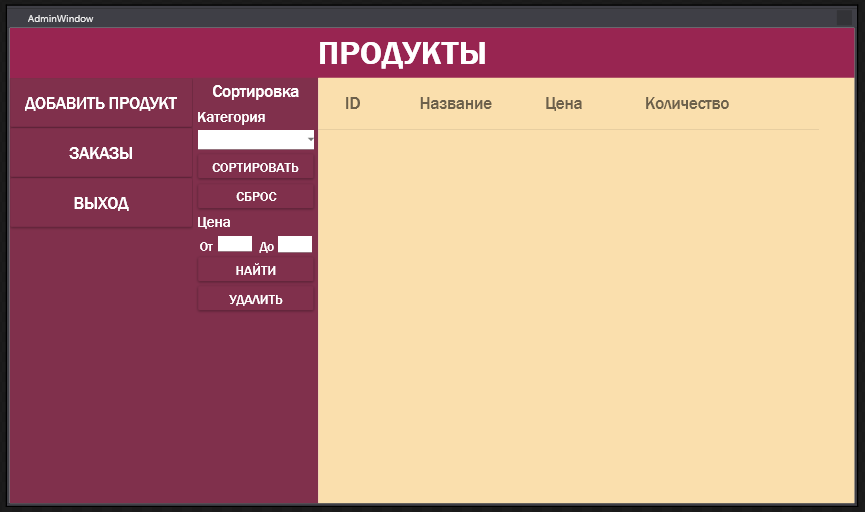 AdminWindow
ПРОДУКТЫ
ДОБАВИТЬ ПРОДУКТ
ЗАКАЗЫ
ВЫХОД
Сортировка
Категория
СОРТИРОВАТЬ
СБРОС
Цена
От До
НАЙТИ
УДАЛИТЬ
ID Название Цена Количество